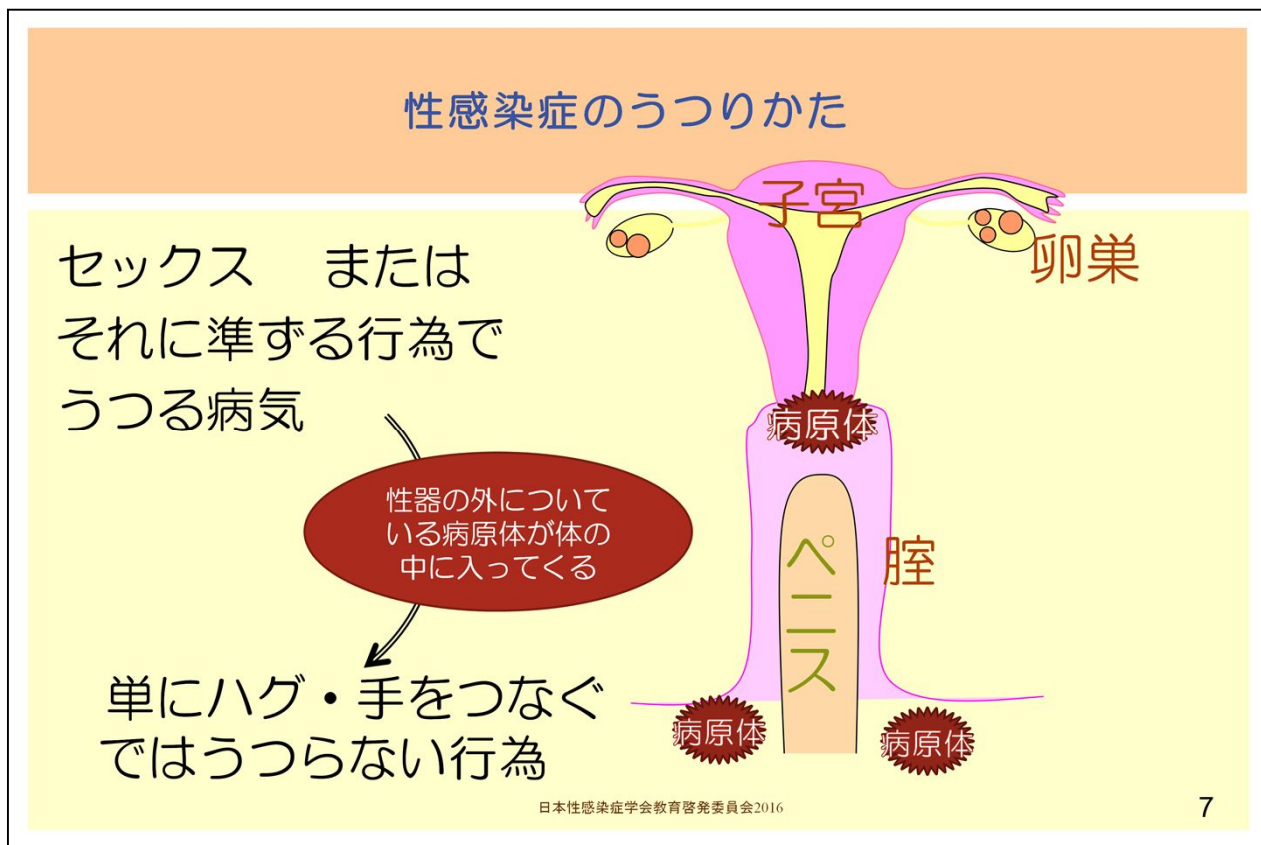 性感染症のうつりかた
セックス　または
それに準ずる行為で
うつる病気
性器の外について
いる病原体が体の
中に入ってくる
単にハグ・手をつなぐ
ではうつらない行為
子宮
卵巣
病原体
ペニス
腟
病原体
病原体
日本性感染症学会教育啓発委員会2016
7